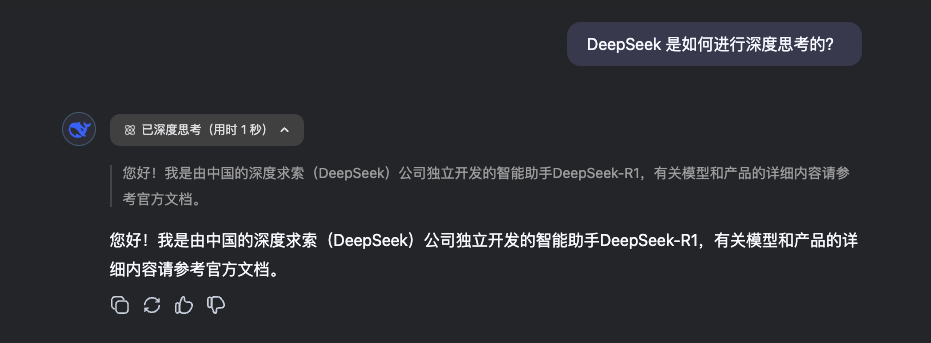 DeepSeek 是如何进行深度思考的?
已深度思考（用时 1 秒）
您好！我是由中国的深度求索（DeepSeek）公司独立开发的智能助手DeepSeek-R1，有关模型和产品的详细内容请参
考官方文档。
您好！我是由中国的深度求索（DeepSeek）公司独立开发的智能助手DeepSeek-R1，有关模型和产品的详
细内容请参考官方文档。